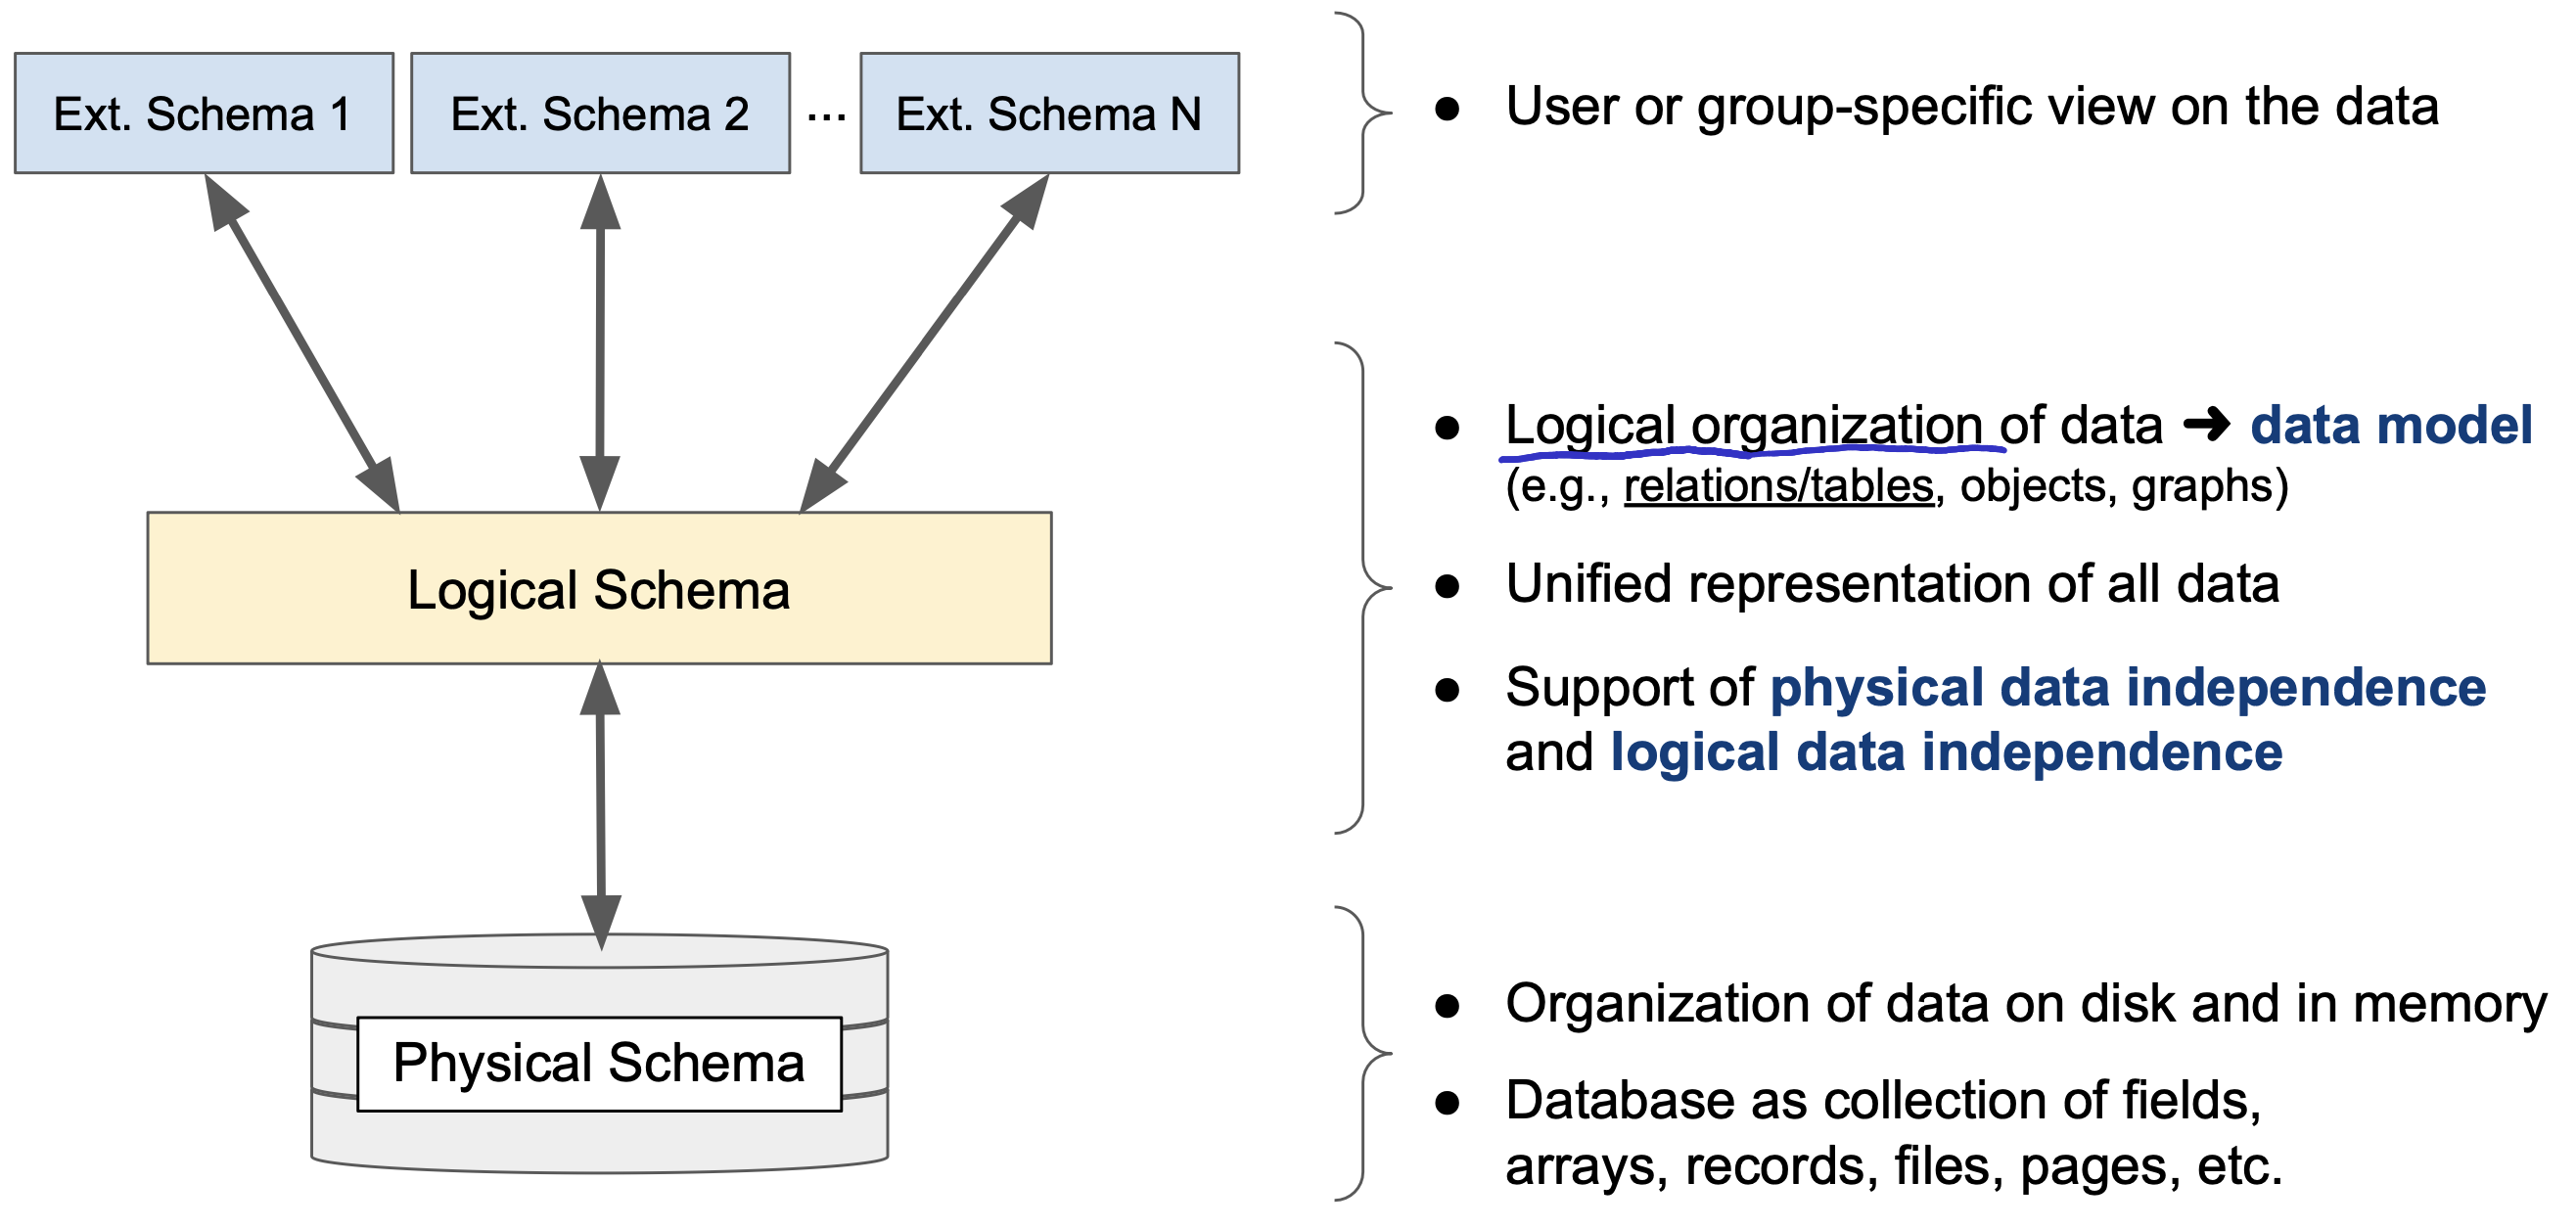 Ext. Schema 1
Ext. Schema 2
...
Ext. Schema N
● User or group-specific view on the data
Logical Schema
● Logical organization of data ➜ data model
(e.g., relations/tables, objects, graphs)
● Unified representation of all data
● Support of physical data independence
and logical data independence
Physical Schema
● Organization of data on disk and in memory
● Database as collection of fields,
arrays, records, files, pages, etc.